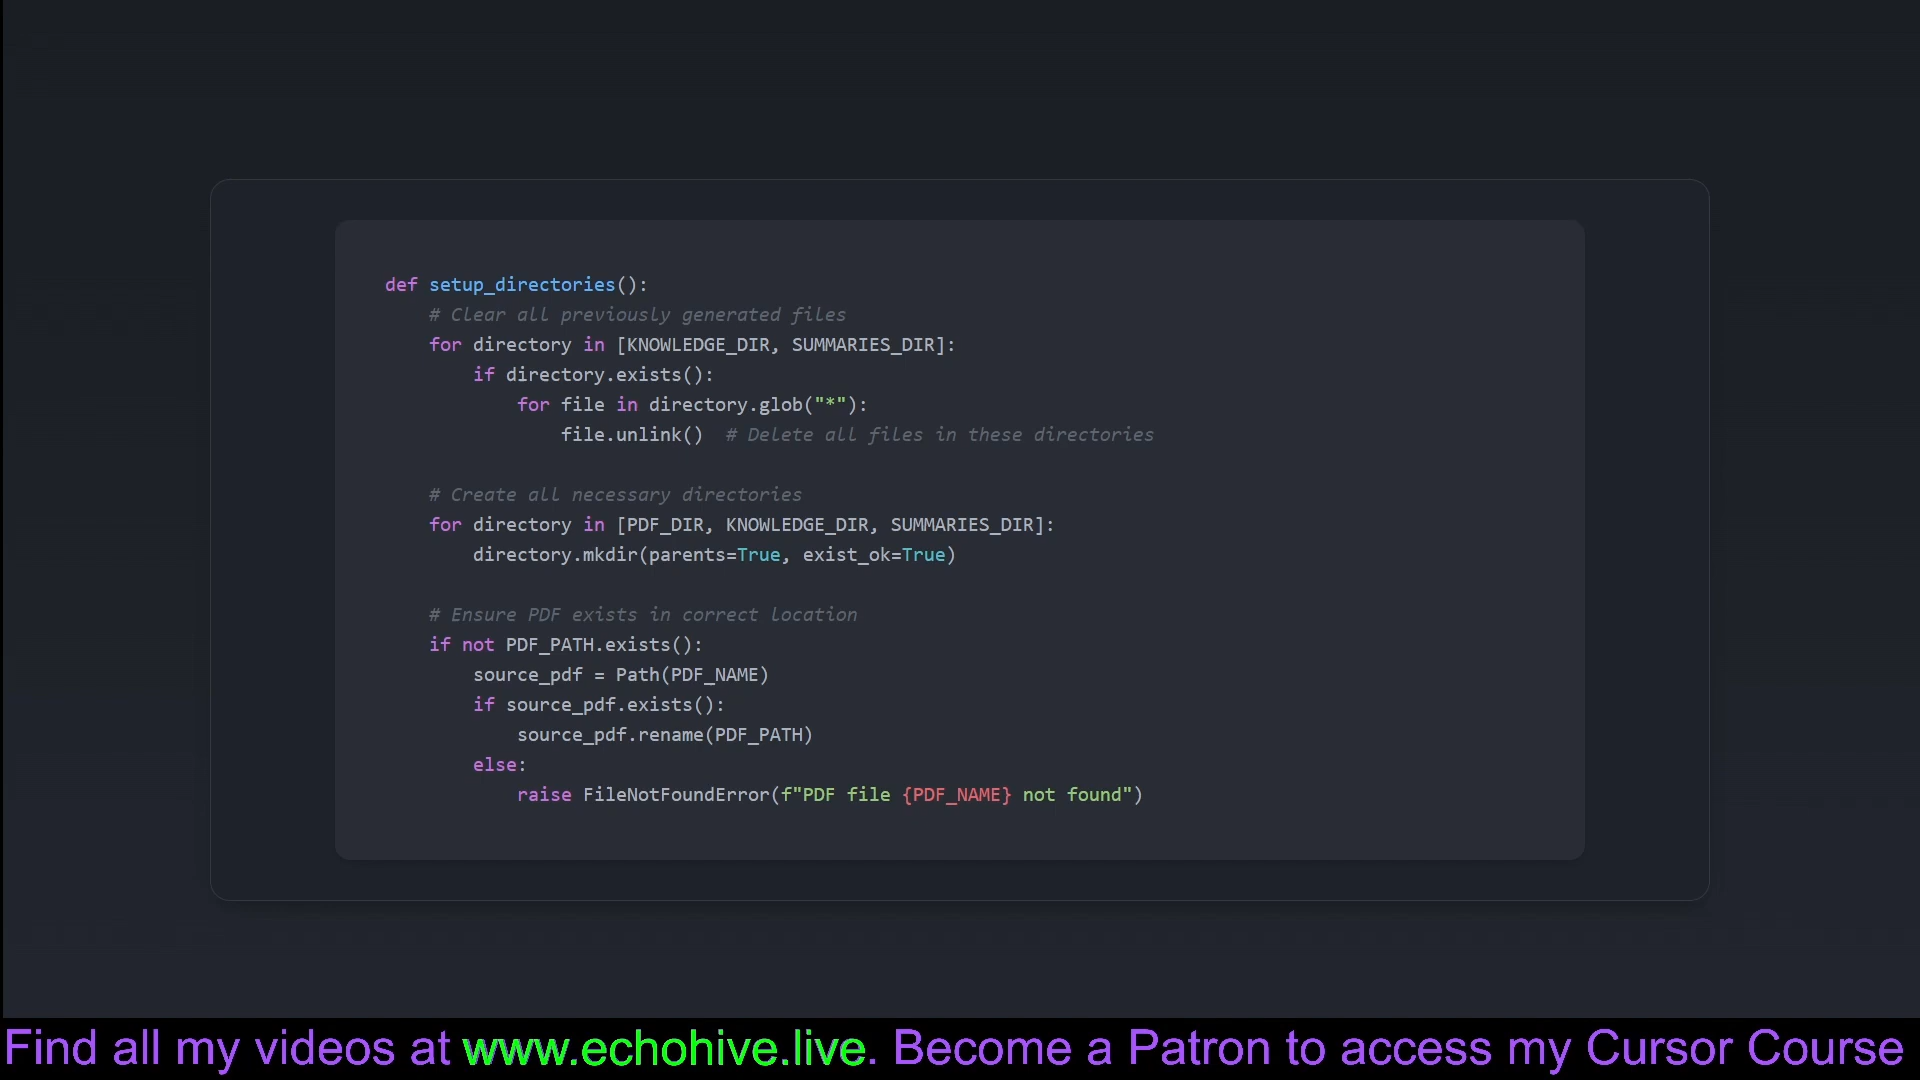 def setup_directories():
    # Clear all previously generated files
    for directory in [KNOWLEDGE_DIR, SUMMARIES_DIR]:
        if directory.exists():
            for file in directory.glob("*"):
                file.unlink()  # Delete all files in these directories

    # Create all necessary directories
    for directory in [PDF_DIR, KNOWLEDGE_DIR, SUMMARIES_DIR]:
        directory.mkdir(parents=True, exist_ok=True)

    # Ensure PDF exists in correct location
    if not PDF_PATH.exists():
        source_pdf = Path(PDF_NAME)
        if source_pdf.exists():
            source_pdf.rename(PDF_PATH)
        else:
            raise FileNotFoundError(f"PDF file {PDF_NAME} not found")
Find all my videos at www.echohive.live. Become a Patron to access my Cursor Course